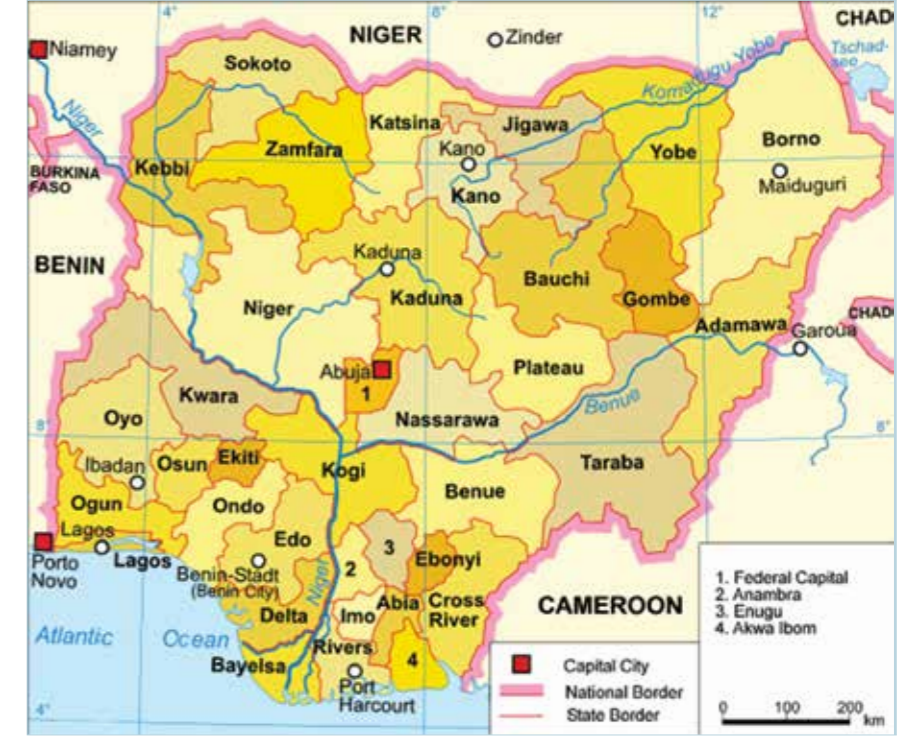 4°
8°
12°
CHAD
NIGER
Zinder
Niamey
Tschad-
see
Sokoto
Komadugu Yobe
Niger
Katsina
Jigawa
Borno
Zamfara
Kano
Yobe
Kebbi
BURKINA
FASO
Maiduguri
Kano
BENIN
Kaduna
Bauchi
Niger
Kaduna
Gombe
CHAD
Adamawa
Garoua
Abuja
Plateau
1
Kwara
Benue
Nassarawa
Oyo
8°
8°
Ibadan
Osun
Ekiti
Kogi
Taraba
Benue
Ogun
Ondo
Lagos
Edo
3
Porto
Novo
Lagos
Ebonyi
Benin-Stadt
(Benin City)
2
Niger
Abia
Cross
River
CAMEROON
Delta
Imo
Atlantic Ocean
Rivers
Bayelsa
4
Port
Harcourt
4°
1. Federal Capital
2. Anambra
3. Enugu
4. Akwa Ibom
Capital City
National Border
State Border
0 100 200
km